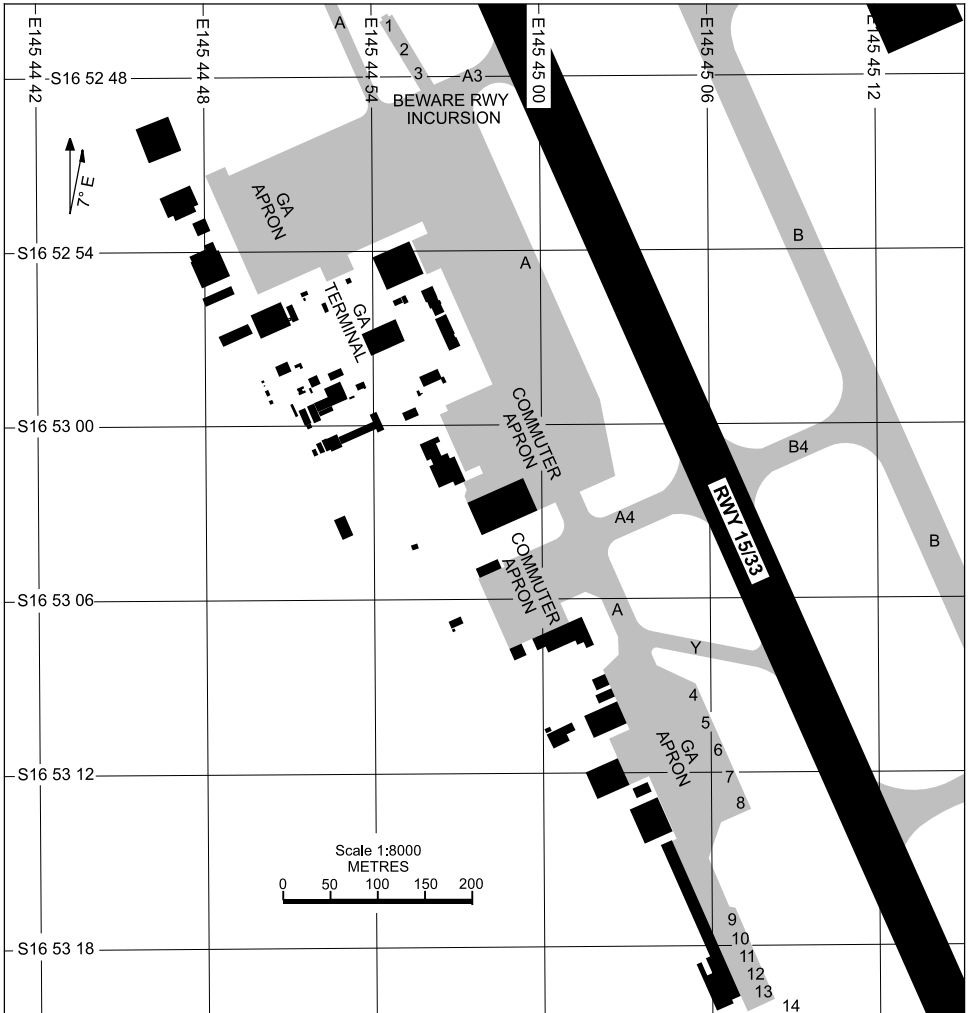 E145 44 42
E145 44 48
E145 44 54
E145 45 00
E145 45 06
E145 45 12
A
1
2
3
S16 52 48
A3
BEWARE RWY
INCURSION
7° E
GA
APRON
B
S16 52 54
A
GA
TERMINAL
COMMUTER
APRON
S16 53 00
B4
RWY 15/33
A4
B
COMMUTER
APRON
S16 53 06
A
Y
4
5
GA
APRON
6
S16 53 12
7
8
Scale 1:8000
METRES
0 50 100 150 200
9
S16 53 18
10
11
12
13
14